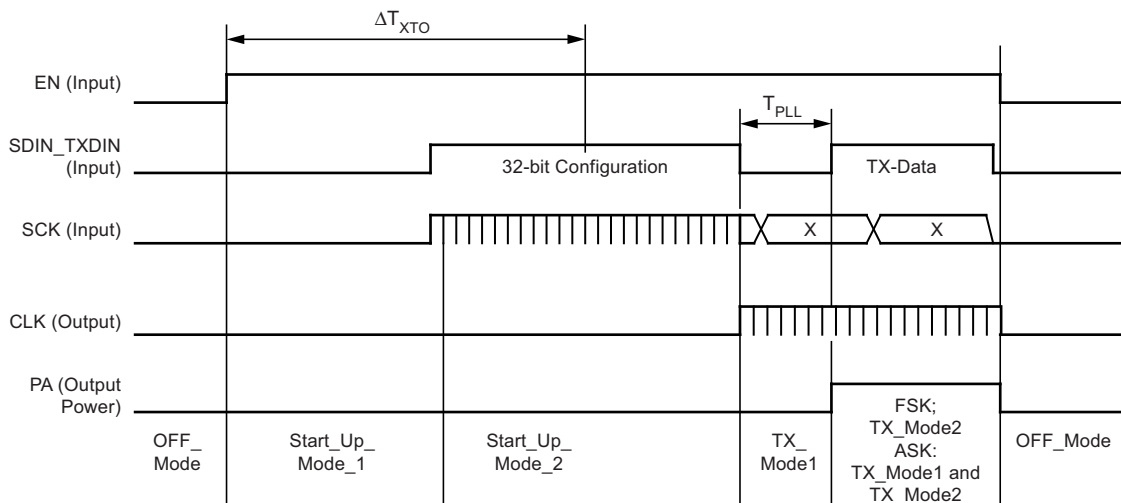 ΔT_XTO
EN (Input)
T_PLL
SDIN_TXDIN
(Input)
32-bit Configuration
TX-Data
SCK (Input)
X
X
CLK (Output)
PA (Output
Power)
OFF_
Mode
Start_Up_
Mode_1
Start_Up_
Mode_2
TX_
Mode1
FSK;
TX_Mode2
ASK:
TX_Mode1 and
TX_Mode2
OFF_Mode